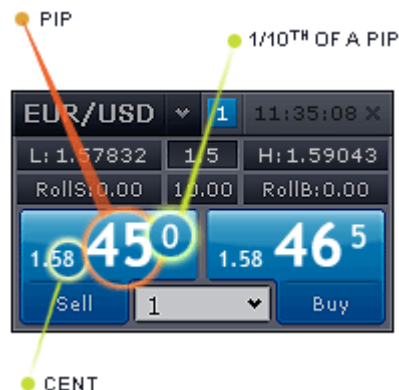 PIP
1/10TH OF A PIP
EUR/USD 1 11:35:08 X
L: 1.57832 1.5 H:1.59043
RollS:0.00 10.00 RollB:0.00
1.58 45 0 1.58 46 5
Sell 1 Buy
CENT